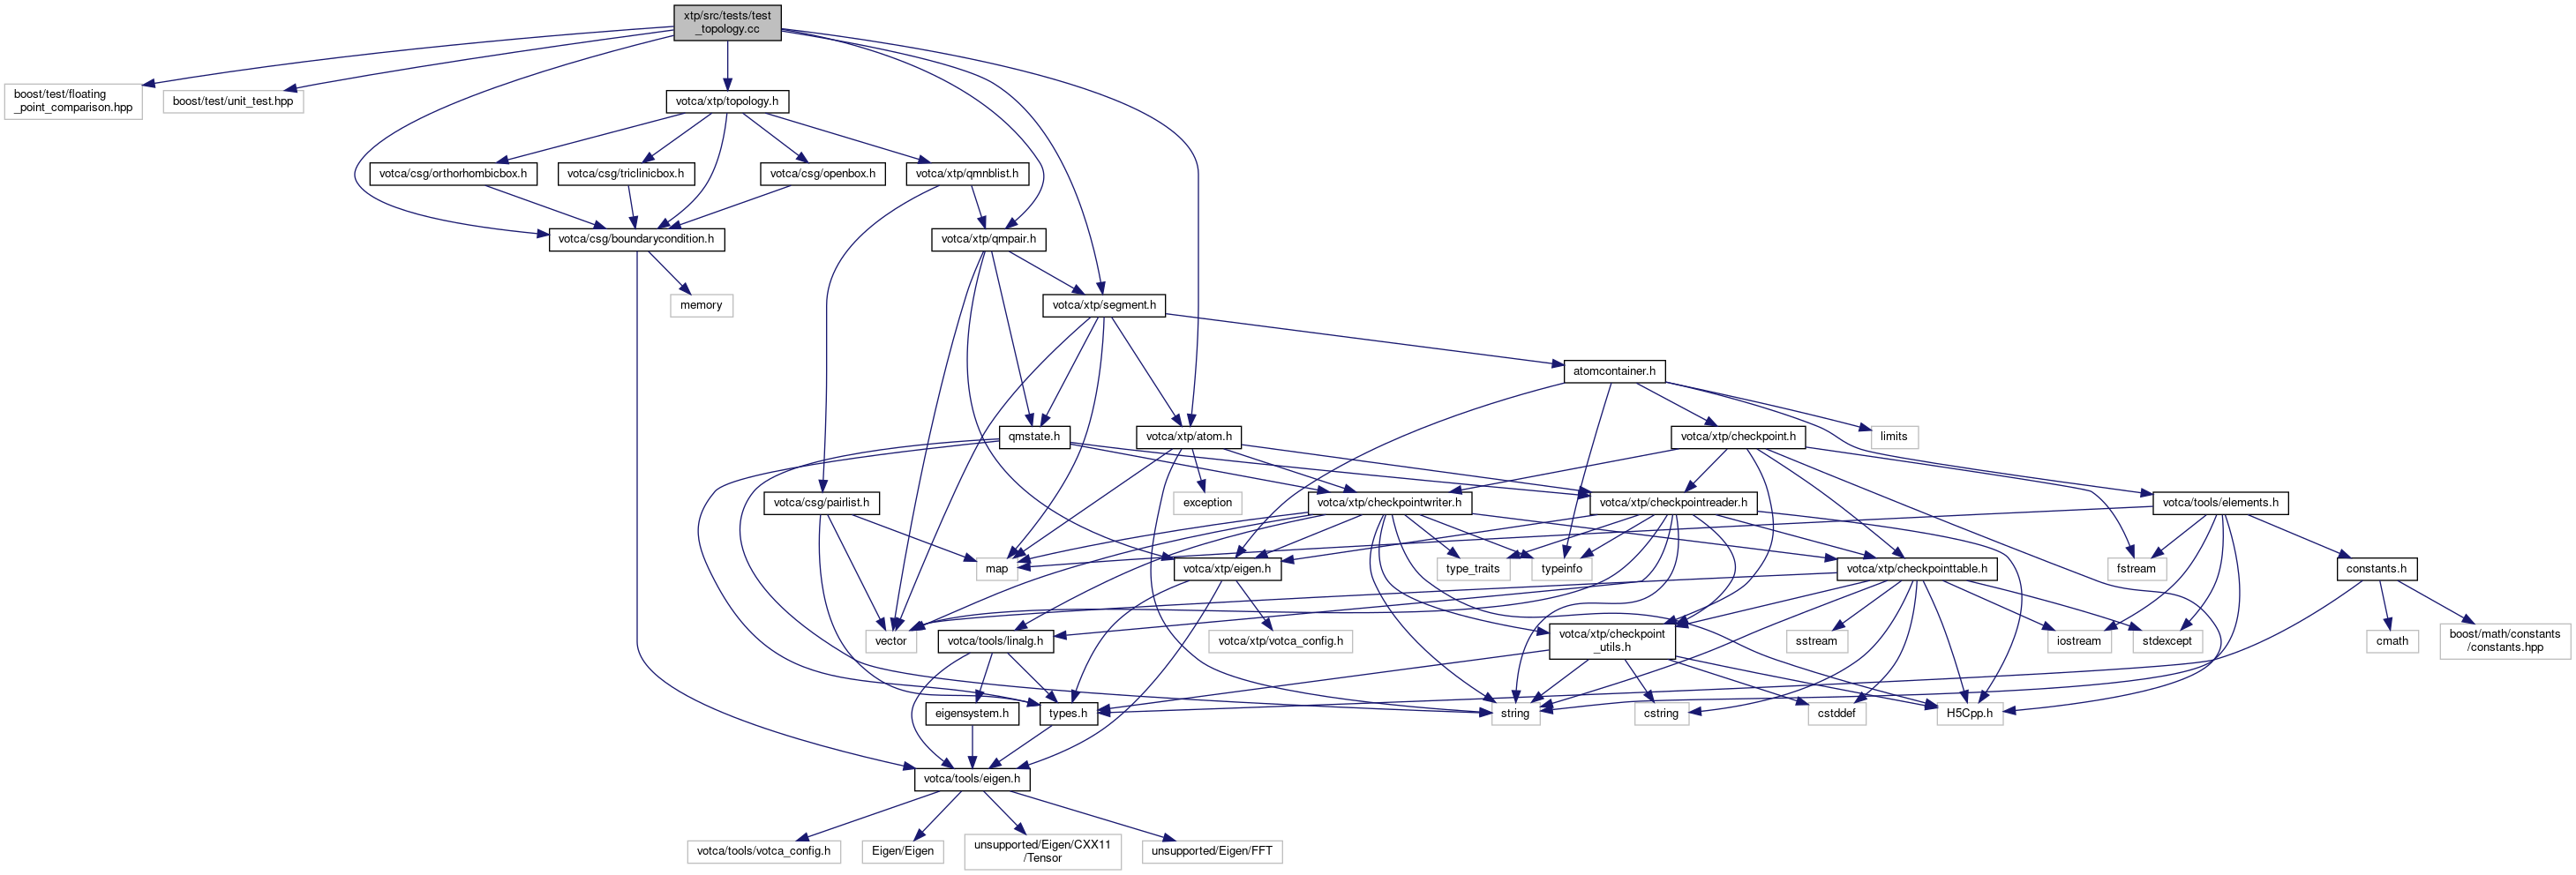 xtp/src/tests/test
_topology.cc
boost/test/floating
_point_comparison.hpp
boost/test/unit_test.hpp
votca/xtp/topology.h
votca/csg/orthorhombicbox.h
votca/csg/triclinicbox.h
votca/csg/openbox.h
votca/xtp/qmnblist.h
votca/csg/boundarycondition.h
votca/xtp/qmpair.h
memory
votca/xtp/segment.h
atomcontainer.h
qmstate.h
votca/xtp/atom.h
votca/xtp/checkpoint.h
limits
votca/csg/pairlist.h
exception
votca/xtp/checkpointwriter.h
votca/xtp/checkpointreader.h
votca/tools/elements.h
map
votca/xtp/eigen.h
type_traits
typeinfo
votca/xtp/checkpointtable.h
fstream
constants.h
vector
votca/tools/linalg.h
votca/xtp/votca_config.h
votca/xtp/checkpoint
_utils.h
sstream
iostream
stdexcept
cmath
boost/math/constants
/constants.hpp
eigensystem.h
types.h
string
cstring
cstddef
H5Cpp.h
votca/tools/eigen.h
votca/tools/votca_config.h
Eigen/Eigen
unsupported/Eigen/CXX11
/Tensor
unsupported/Eigen/FFT